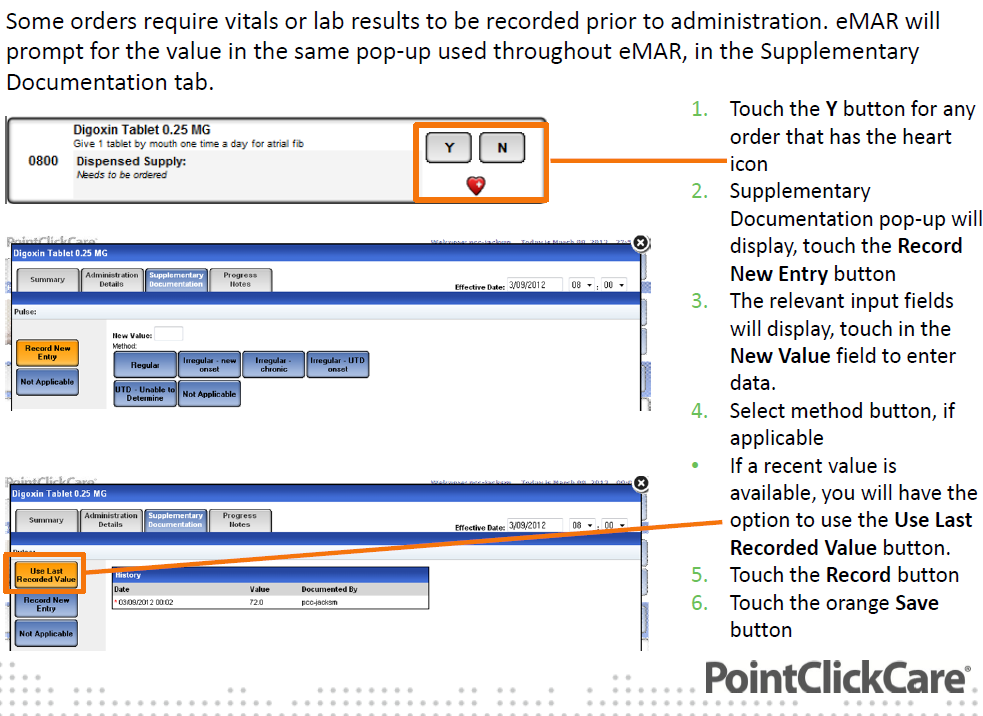 Some orders require vitals or lab results to be recorded prior to administration. eMAR will
prompt for the value in the same pop-up used throughout eMAR, in the Supplementary
Documentation tab.
Digoxin Tablet 0.25 MG
Give 1 tablet by mouth one time a day for atrial fib
0800
Dispensed Supply:
Needs to be ordered
Y
N
1. Touch the Y button for any
order that has the heart
icon
2. Supplementary
Documentation pop-up will
display, touch the Record
New Entry button
3. The relevant input fields
will display, touch in the
New Value field to enter
data.
4. Select method button, if
applicable
• If a recent value is
available, you will have the
option to use the Use Last
Recorded Value button.
5. Touch the Record button
6. Touch the orange Save
button
PointClickCare
Digoxin Tablet 0.25 MG
Summary
Administration
Details
Supplementary
Documentation
Progress
Notes
Effective Date: 3/09/2012 08 : 00
Pulse:
Record New
Entry
Not Applicable
New Value:
Method:
Regular
Irregular - new
onset
Irregular -
chronic
Irregular - UTD
onset
UTD - Unable to
Determine
Not Applicable
PointClickCare
Digoxin Tablet 0.25 MG
Summary
Administration
Details
Supplementary
Documentation
Progress
Notes
Effective Date: 3/09/2012 08 : 00
Pulse:
Use Last
Recorded Value
Record New
Entry
Not Applicable
History
Date Value Documented By
* 03/09/2012 00:02 72.0 pcc-jacksm
PointClickCare®